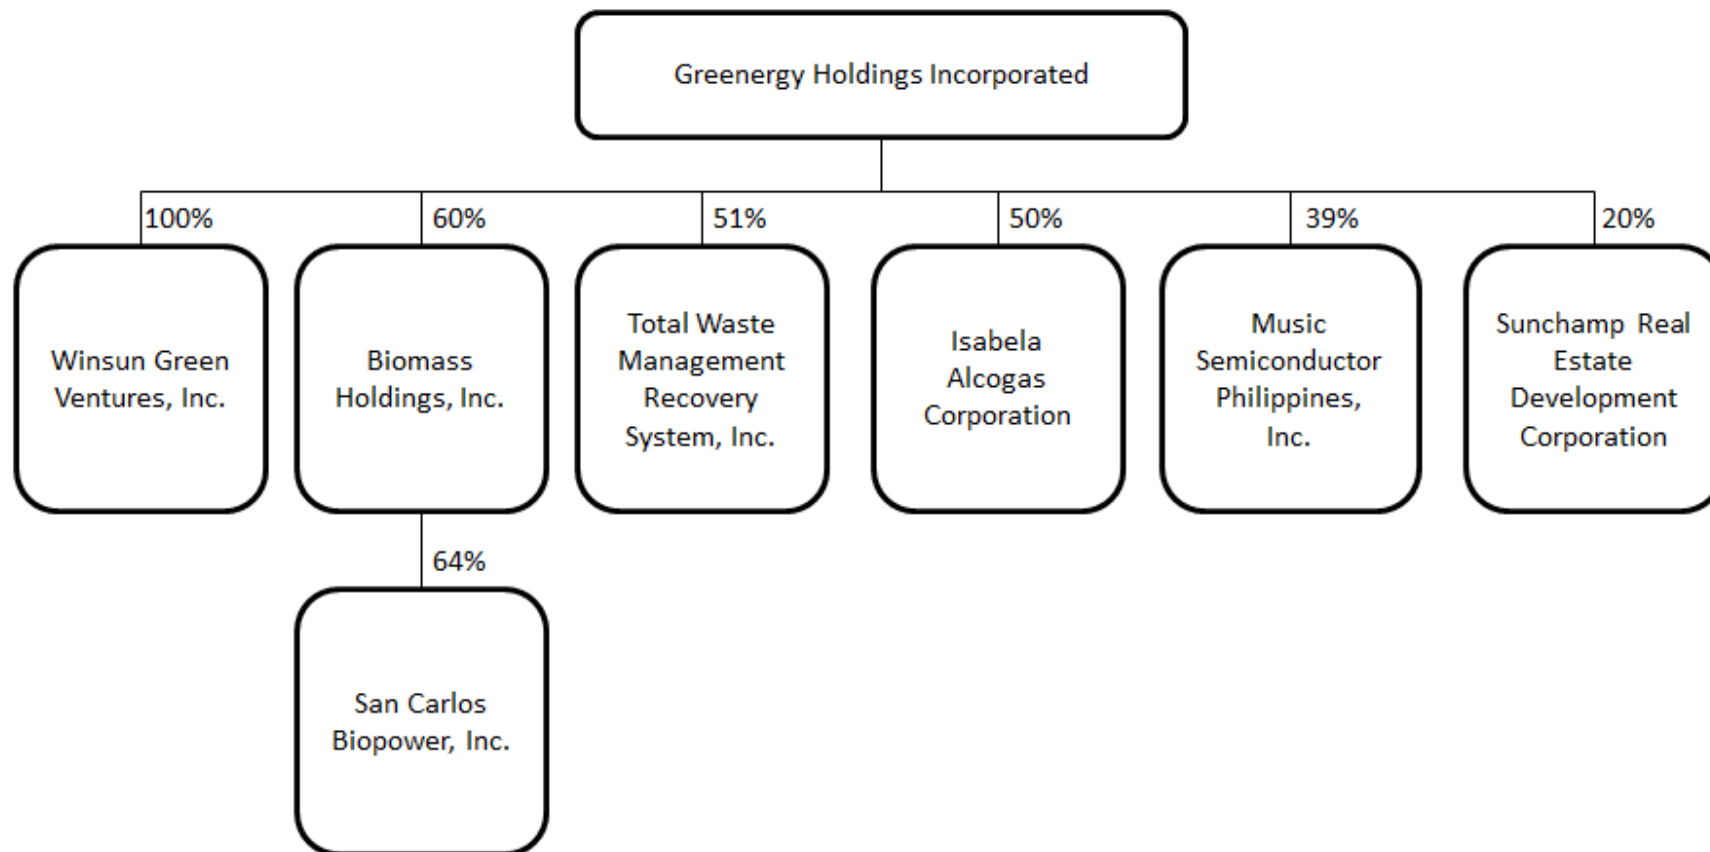 Greenergy Holdings Incorporated
100%
60%
51%
50%
39%
20%
Winsun Green
Ventures, Inc.
Biomass
Holdings, Inc.
Total Waste
Management
Recovery
System, Inc.
Isabela
Alcogas
Corporation
Music
Semiconductor
Philippines,
Inc.
Sunchamp Real
Estate
Development
Corporation
64%
San Carlos
Biopower, Inc.